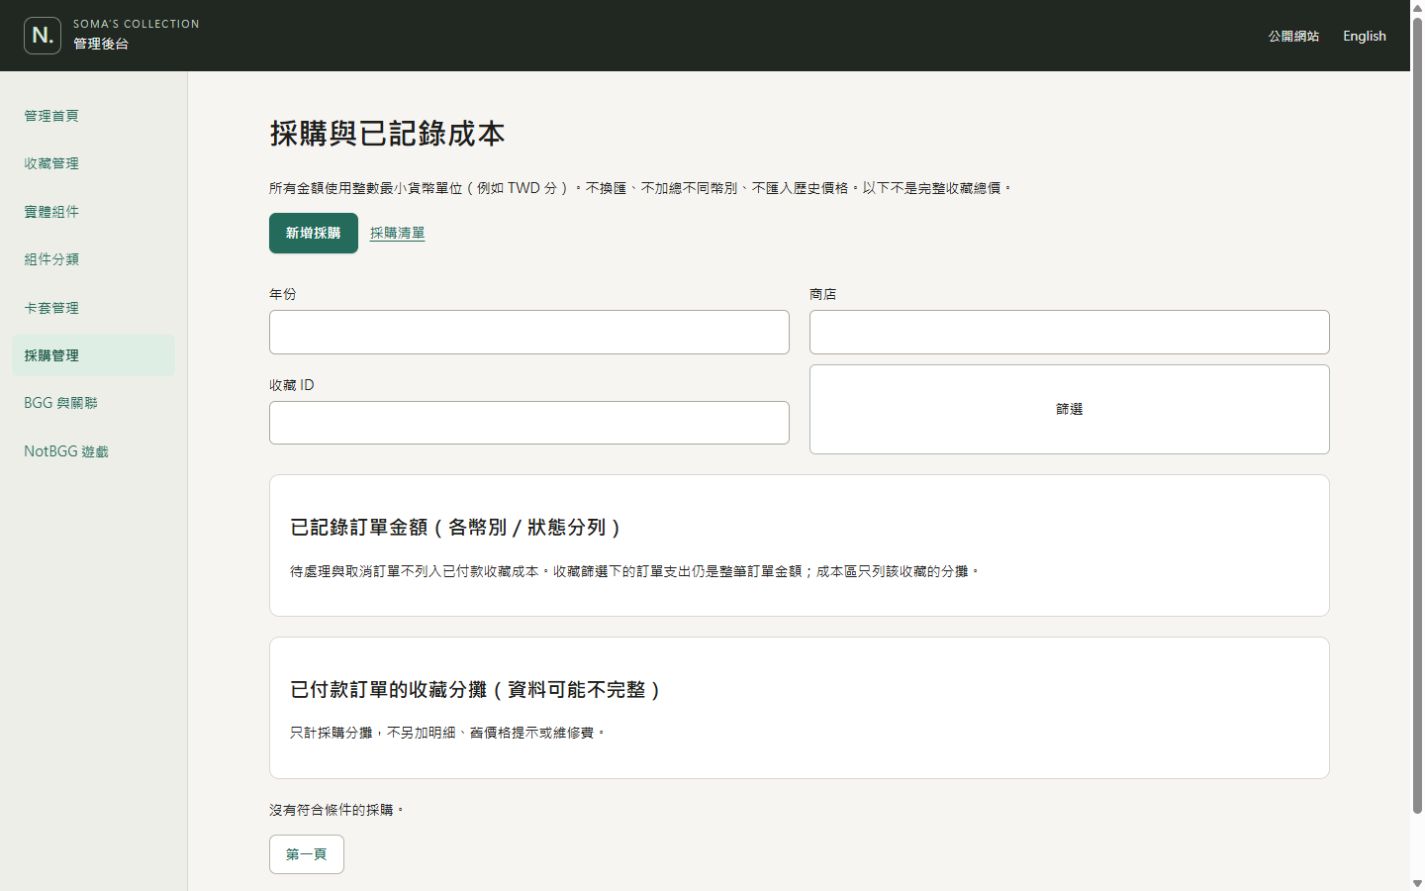 N.
SOMA'S COLLECTION
管理後台
公開網站
English
管理首頁
收藏管理
實體組件
組件分類
卡套管理
採購管理
BGG 與關聯
NotBGG 遊戲
採購與已記錄成本
所有金額使用整數最小貨幣單位（例如 TWD 分）。不換匯、不加總不同幣別、不匯入歷史價格。以下不是完整收藏總價。
新增採購
採購清單
年份
商店
收藏 ID
篩選
已記錄訂單金額（各幣別／狀態分列）
待處理與取消訂單不列入已付款收藏成本。收藏篩選下的訂單支出仍是整筆訂單金額；成本區只列該收藏的分攤。
已付款訂單的收藏分攤（資料可能不完整）
只計採購分攤，不另加明細、舊價格提示或維修費。
沒有符合條件的採購。
第一頁